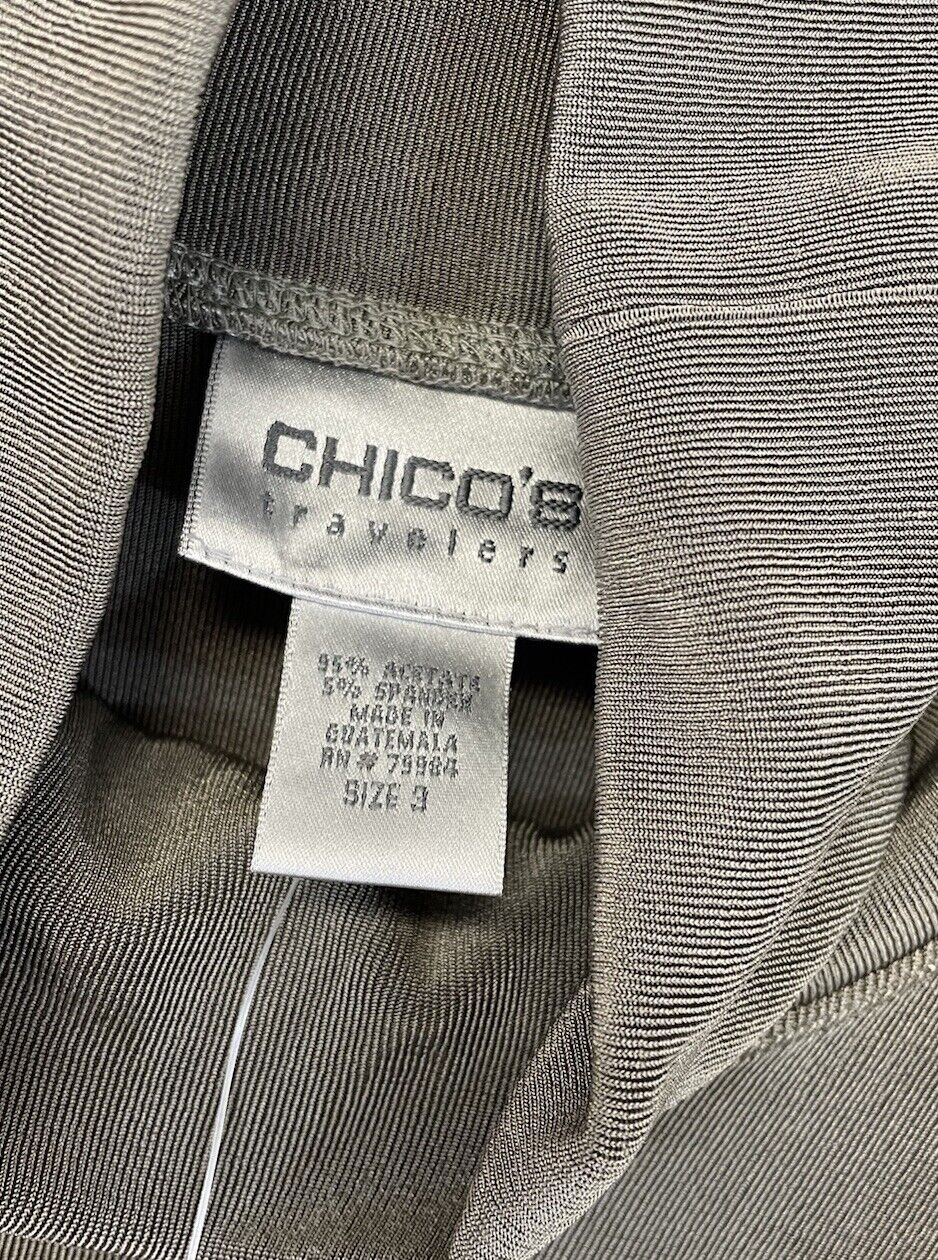 CHICO'S
travelers
95% ACETATE
5% SPANDEX
MADE IN
GUATEMALA
RN # 79984
SIZE 3